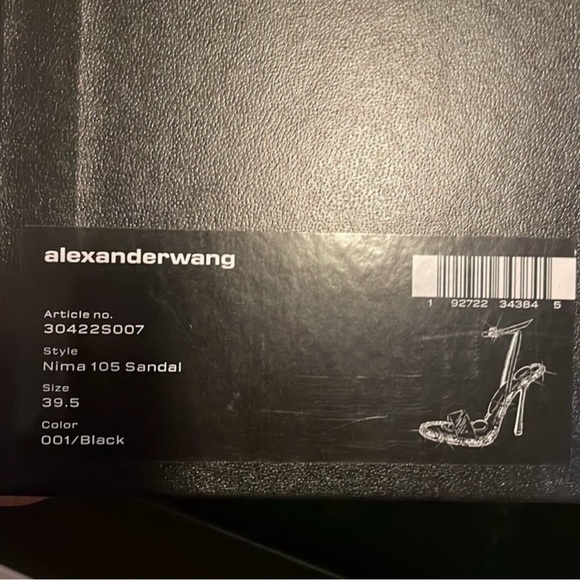 alexanderwang
1 92722 34384 5
Article no.
30422S007
Style
Nima 105 Sandal
Size
39.5
Color
001/Black